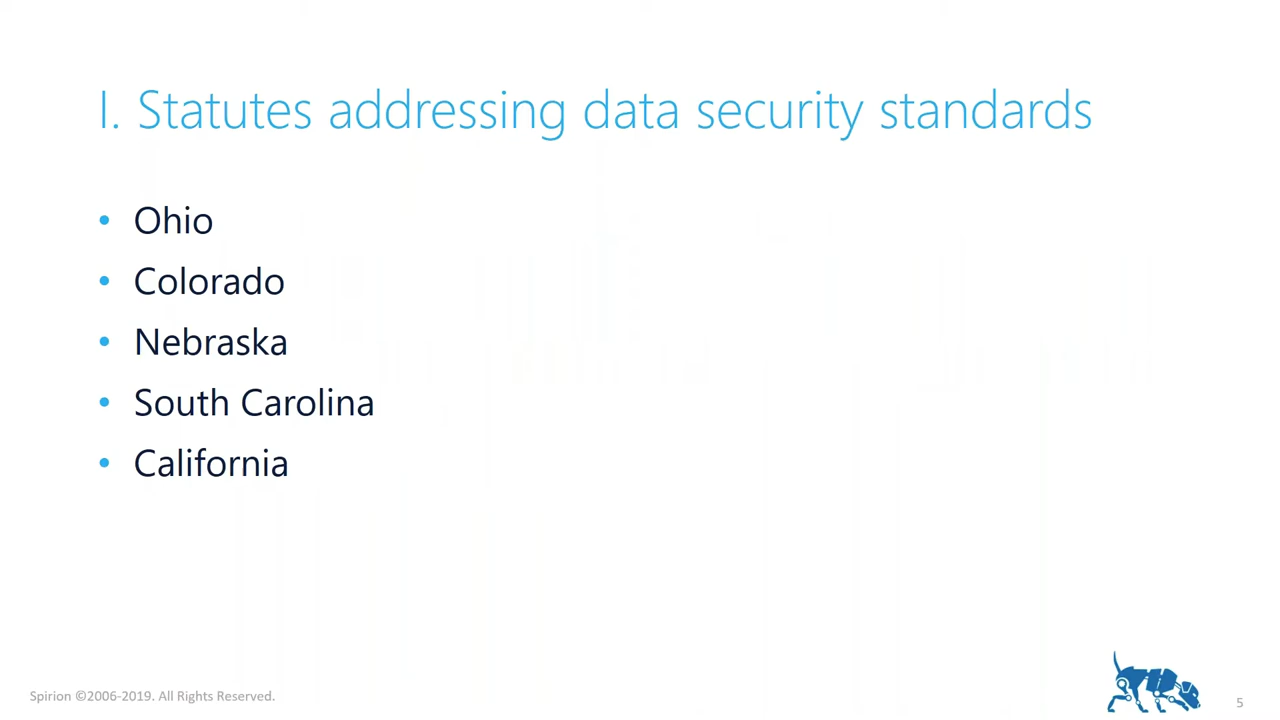 I. Statutes addressing data security standards
• Ohio
• Colorado
• Nebraska
• South Carolina
• California
Spirion ©2006-2019. All Rights Reserved.
5